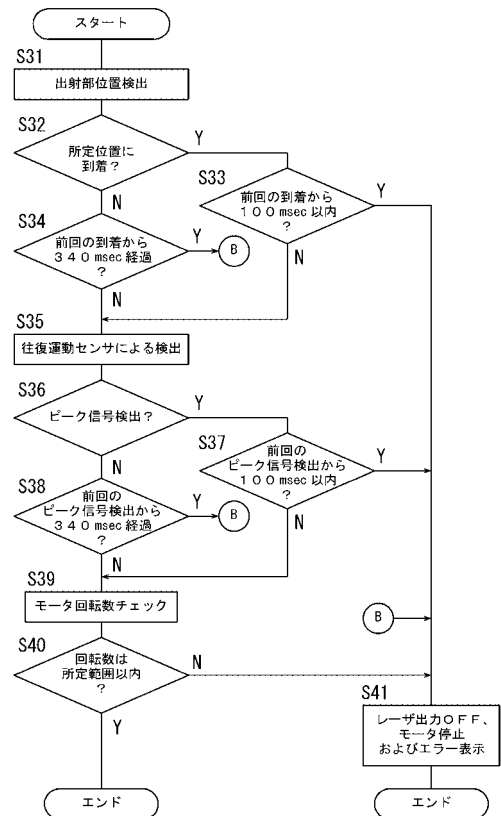 スタート
S31
出射部位置検出
S32
所定位置に
到着?
Y
N
S33
前回の到着から
100msec以内
?
Y
N
S34
前回の到着から
340msec経過
?
Y
B
N
S35
往復運動センサによる検出
S36
ピーク信号検出?
Y
N
S37
前回の
ピーク信号検出から
100msec以内
?
Y
N
S38
前回の
ピーク信号検出から
340msec経過
?
Y
B
N
S39
モータ回転数チェック
B
S40
回転数は
所定範囲以内
?
N
Y
S41
レーザ出力OFF、
モータ停止
およびエラー表示
エンド
エンド